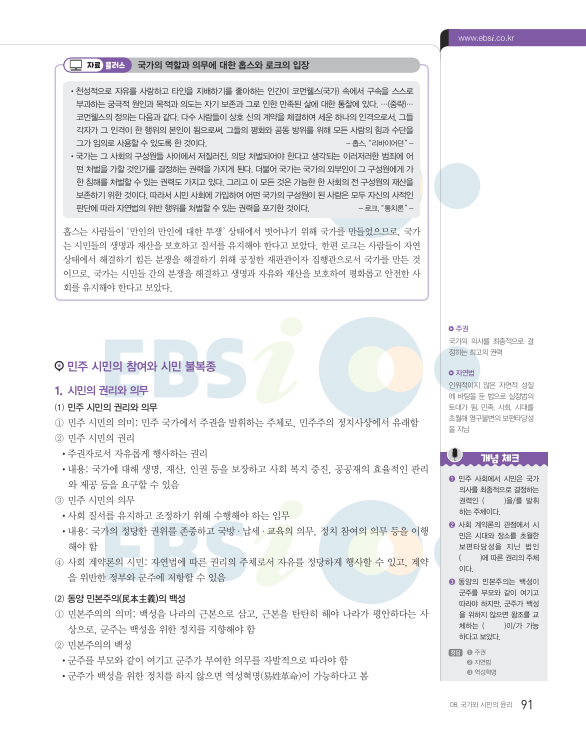 www.ebsi.co.kr
자료 플러스 국가의 역할과 의무에 대한 홉스와 로크의 입장
• 천성적으로 자유를 사랑하고 타인을 지배하기를 좋아하는 인간이 코먼웰스(국가) 속에서 구속을 스스로
부과하는 궁극적 원인과 목적과 의도는 자기 보존과 그로 인한 만족된 삶에 대한 통찰에 있다. …(중략)…
코먼웰스의 정의는 다음과 같다. 다수 사람들이 상호 신의 계약을 체결하여 세운 하나의 인격으로서, 그들
각자가 그 인격이 한 행위의 본인이 됨으로써, 그들의 평화와 공동 방위를 위해 모든 사람의 힘과 수단을
그가 임의로 사용할 수 있도록 한 것이다. – 홉스, "리바이어던" –
• 국가는 그 사회의 구성원들 사이에서 저질러진, 의당 처벌되어야 한다고 생각되는 이러저러한 범죄에 어
떤 처벌을 가할 것인가를 결정하는 권력을 가지게 된다. 더불어 국가는 국가의 외부인이 그 구성원에게 가
한 침해를 처벌할 수 있는 권력도 가지고 있다. 그리고 이 모든 것은 가능한 한 사회의 전 구성원의 재산을
보존하기 위한 것이다. 따라서 시민 사회에 가입하여 어떤 국가의 구성원이 된 사람은 모두 자신의 사적인
판단에 따라 자연법의 위반 행위를 처벌할 수 있는 권력을 포기한 것이다. – 로크, "통치론" –
홉스는 사람들이 '만인의 만인에 대한 투쟁' 상태에서 벗어나기 위해 국가를 만들었으므로, 국가
는 시민들의 생명과 재산을 보호하고 질서를 유지해야 한다고 보았다. 한편 로크는 사람들이 자연
상태에서 해결하기 힘든 분쟁을 해결하기 위해 공정한 재판관이자 집행관으로서 국가를 만든 것
이므로, 국가는 시민들 간의 분쟁을 해결하고 생명과 자유와 재산을 보호하여 평화롭고 안전한 사
회를 유지해야 한다고 보았다.
EBSi
민주 시민의 참여와 시민 불복종
1. 시민의 권리와 의무
(1) 민주 시민의 권리와 의무
① 민주 시민의 의미: 민주 국가에서 주권을 발휘하는 주체로, 민주주의 정치사상에서 유래함
② 민주 시민의 권리
• 주권자로서 자유롭게 행사하는 권리
• 내용: 국가에 대해 생명, 재산, 인권 등을 보장하고 사회 복지 증진, 공공재의 효율적인 관리
와 제공 등을 요구할 수 있음
③ 민주 시민의 의무
• 사회 질서를 유지하고 조정하기 위해 수행해야 하는 임무
• 내용: 국가의 정당한 권위를 존중하고 국방·납세·교육의 의무, 정치 참여의 의무 등을 이행
해야 함
④ 사회 계약론의 시민: 자연법에 따른 권리의 주체로서 자유를 정당하게 행사할 수 있고, 계약
을 위반한 정부와 군주에 저항할 수 있음
(2) 동양 민본주의(民本主義)의 백성
① 민본주의의 의미: 백성을 나라의 근본으로 삼고, 근본을 탄탄히 해야 나라가 평안하다는 사
상으로, 군주는 백성을 위한 정치를 지향해야 함
② 민본주의의 백성
• 군주를 부모와 같이 여기고 군주가 부여한 의무를 자발적으로 따라야 함
• 군주가 백성을 위한 정치를 하지 않으면 역성혁명(易姓革命)이 가능하다고 봄
주권
국가의 의사를 최종적으로 결
정하는 최고의 권력
자연법
인위적이지 않은 자연적 성질
에 바탕을 둔 법으로 실정법의
토대가 됨. 민족, 사회, 시대를
초월해 영구불변의 보편타당성
을 지님
개념 체크
❶ 민주 사회에서 시민은 국가
의사를 최종적으로 결정하는
권력인 ( )을/를 발휘
하는 주체이다.
❷ 사회 계약론의 관점에서 시
민은 시대와 장소를 초월한
보편타당성을 지닌 법인
( )에 따른 권리의 주체
이다.
❸ 동양의 민본주의는 백성이
군주를 부모와 같이 여기고
따라야 하지만, 군주가 백성
을 위하지 않으면 왕조를 교
체하는 ( )이/가 가능
하다고 보았다.
정답 ❶ 주권
❷ 자연법
❸ 역성혁명
08. 국가와 시민의 윤리 91